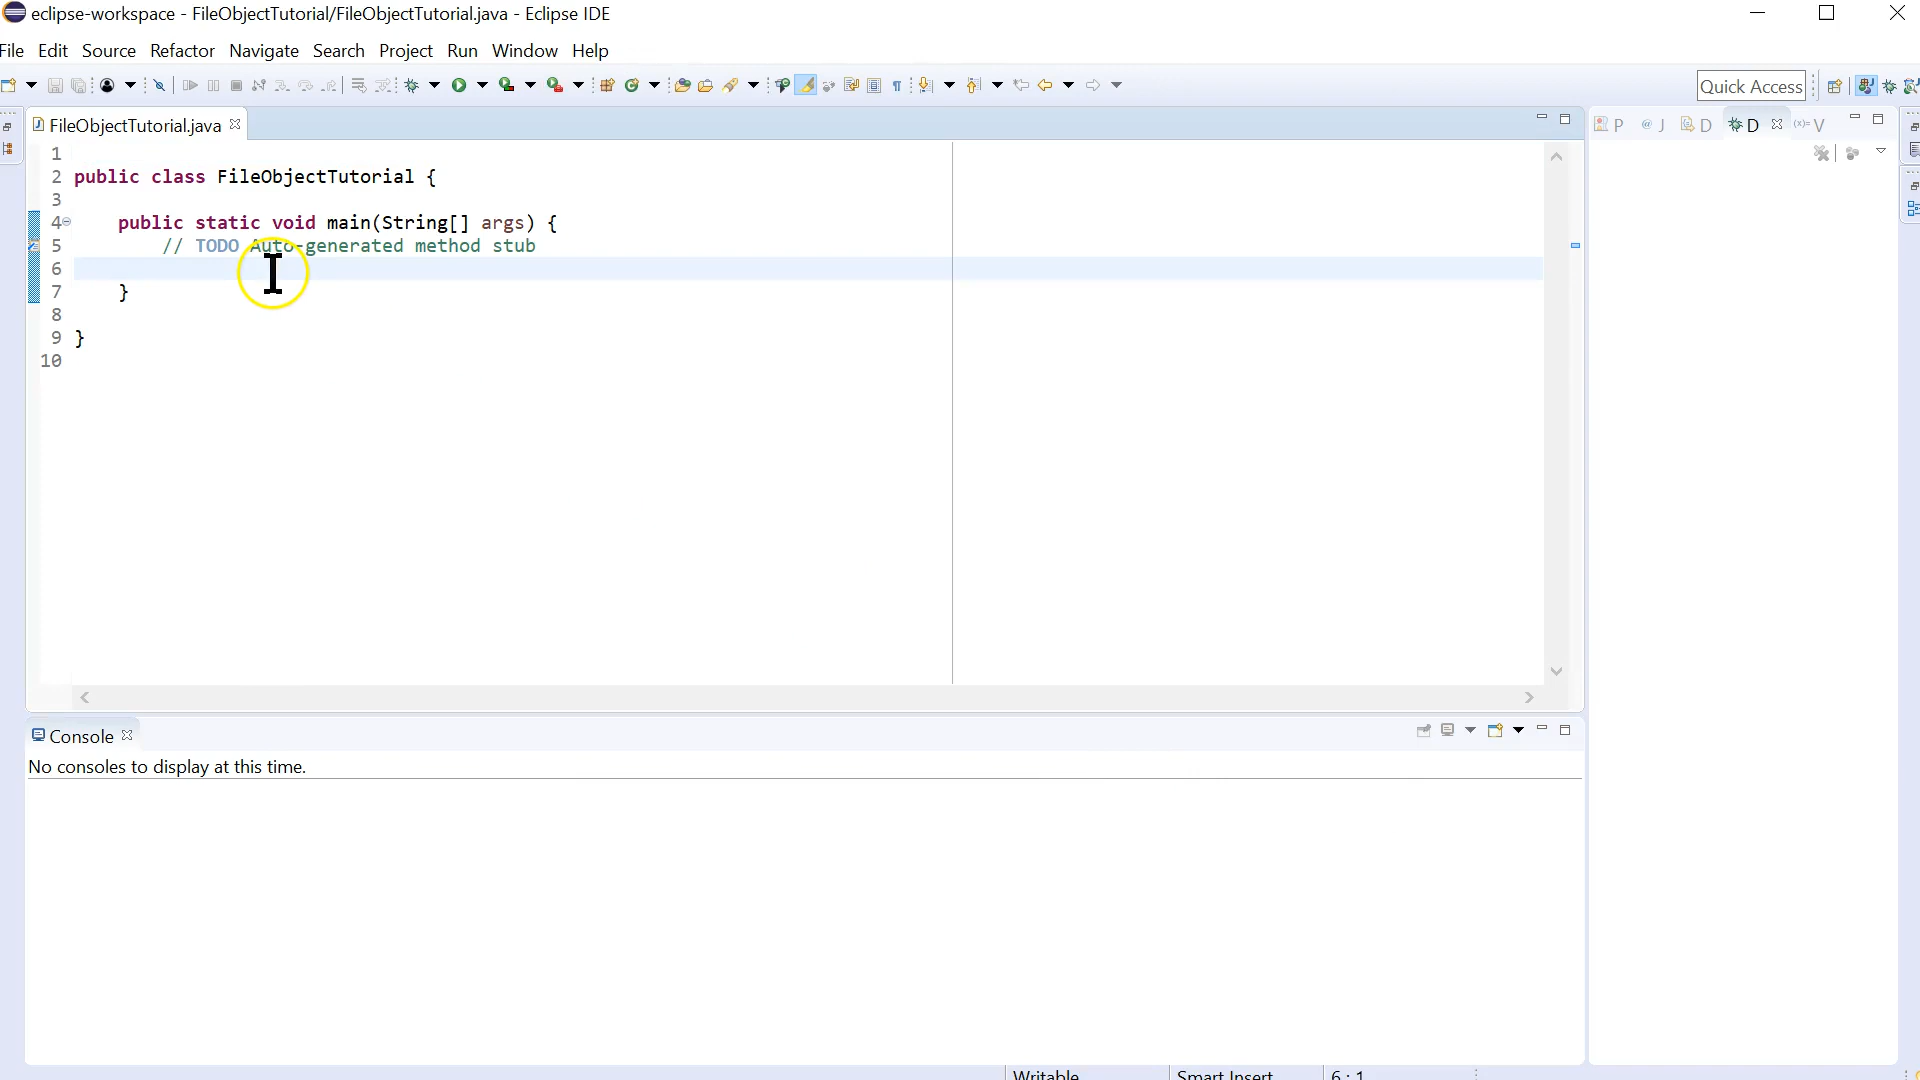 eclipse-workspace - FileObjectTutorial/FileObjectTutorial.java - Eclipse IDE
File Edit Source Refactor Navigate Search Project Run Window Help
Quick Access
FileObjectTutorial.java
P @ J D D (x)= V
1
2 public class FileObjectTutorial {
3
4 public static void main(String[] args) {
5 // TODO Auto-generated method stub
6
7 }
8
9 }
10
Console
No consoles to display at this time.
Writable Smart Insert 6 : 1